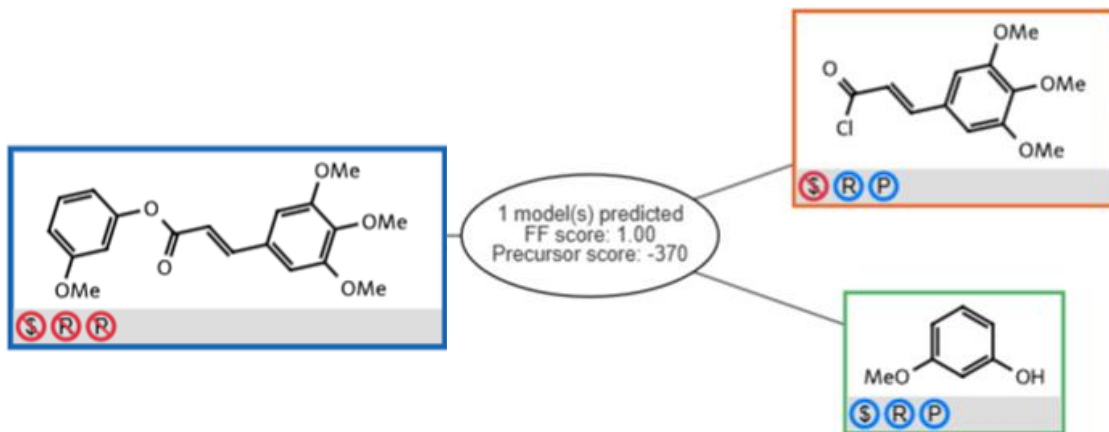 O
OMe
OMe
OMe
O
OMe
$ R P
1 model(s) predicted
FF score: 1.00
Precursor score: -370
OMe
O
OMe
Cl
OMe
$ R P
MeO
OH
$ R P